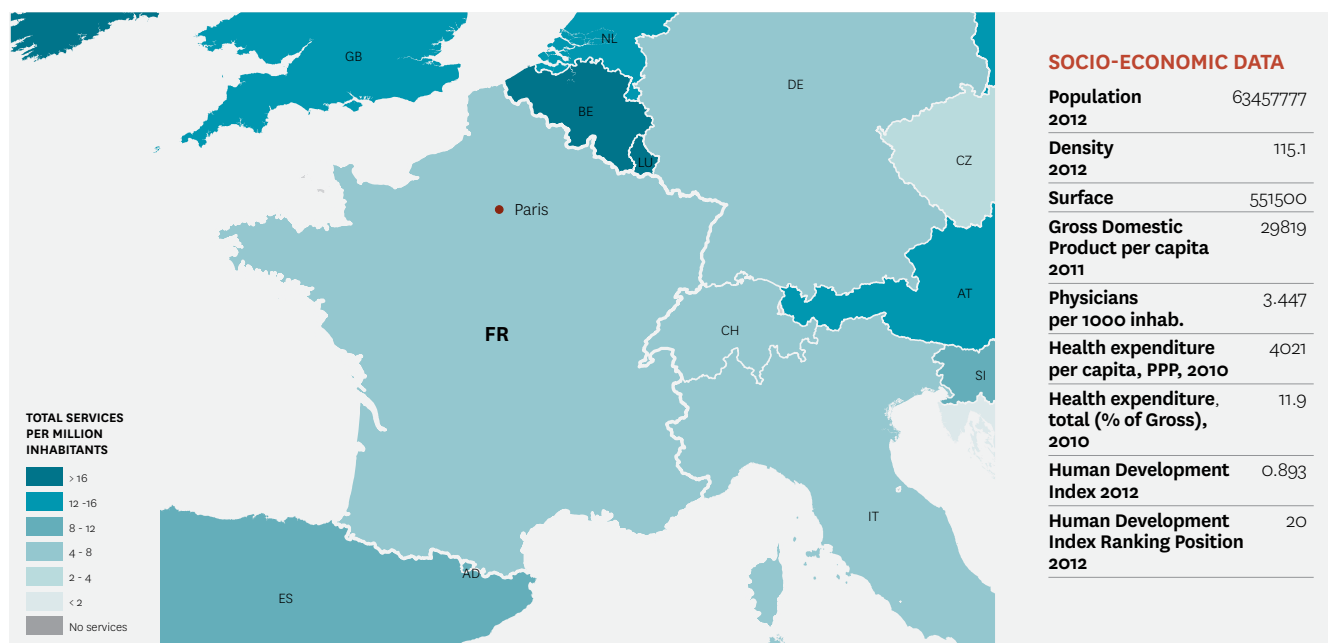 GB
NL
DE
BE
LU
CZ
Paris
AT
FR
CH
SI
IT
AD
ES
TOTAL SERVICES
PER MILLION
INHABITANTS
> 16
12 -16
8 - 12
4 - 8
2 - 4
< 2
No services
SOCIO-ECONOMIC DATA
Population 63457777
2012
Density 115.1
2012
Surface 551500
Gross Domestic 29819
Product per capita
2011
Physicians 3.447
per 1000 inhab.
Health expenditure 4021
per capita, PPP, 2010
Health expenditure, 11.9
total (% of Gross),
2010
Human Development 0.893
Index 2012
Human Development 20
Index Ranking Position
2012